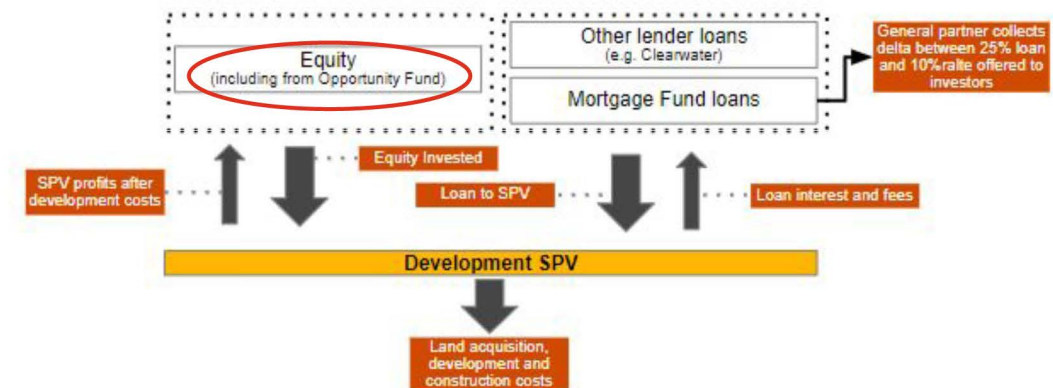 Equity
(including from Opportunity Fund)
Other lender loans
(e.g. Clearwater)
Mortgage Fund loans
General partner collects
delta between 25% loan
and 10%ralte offered to
investors
SPV profits after
development costs
Equity Invested
Loan to SPV
Loan interest and fees
Development SPV
Land acquisition,
development and
construction costs